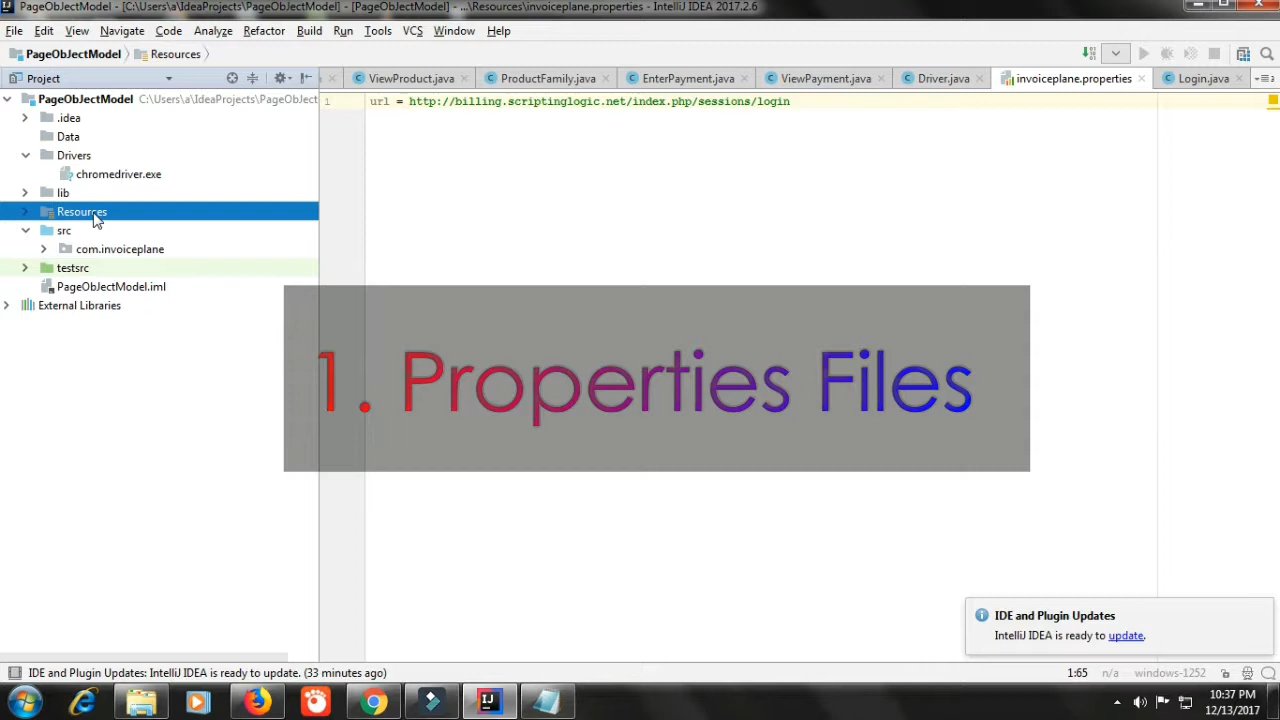 PageObJectModel - [C:\Users\a\IdeaProjects\PageObJectModel] - [PageObJectModel] - ...\Resources\invoiceplane.properties - IntelliJ IDEA 2017.2.6
File Edit View Navigate Code Analyze Refactor Build Run Tools VCS Window Help
PageObJectModel Resources
Project
ViewProduct.java ProductFamily.java EnterPayment.java ViewPayment.java Driver.java invoiceplane.properties Login.java
PageObJectModel C:\Users\a\IdeaProjects\PageObJect
1 url = http://billing.scriptinglogic.net/index.php/sessions/login
.idea
Data
Drivers
chromedriver.exe
lib
Resources
src
com.invoiceplane
testsrc
PageObJectModel.iml
External Libraries
1. Properties Files
IDE and Plugin Updates
IntelliJ IDEA is ready to update.
IDE and Plugin Updates: IntelliJ IDEA is ready to update. (33 minutes ago)
1:65 n/a windows-1252
10:37 PM
12/13/2017